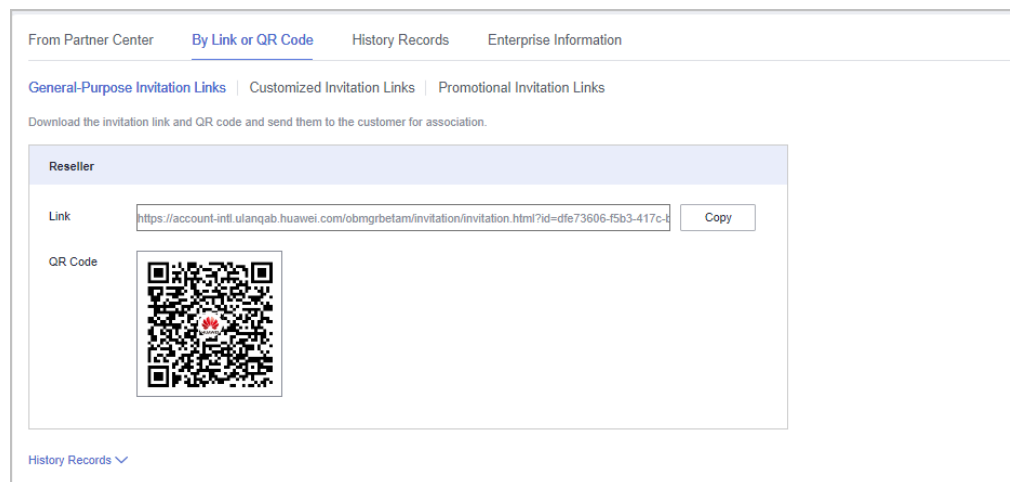 From Partner Center By Link or QR Code History Records Enterprise Information
General-Purpose Invitation Links Customized Invitation Links Promotional Invitation Links
Download the invitation link and QR code and send them to the customer for association.
Reseller
Link https://account-intl.ulanqab.huawei.com/obmgrbetam/invitation/invitation.html?id=dfe73606-f5b3-417c-b Copy
QR Code
HUAWEI
History Records